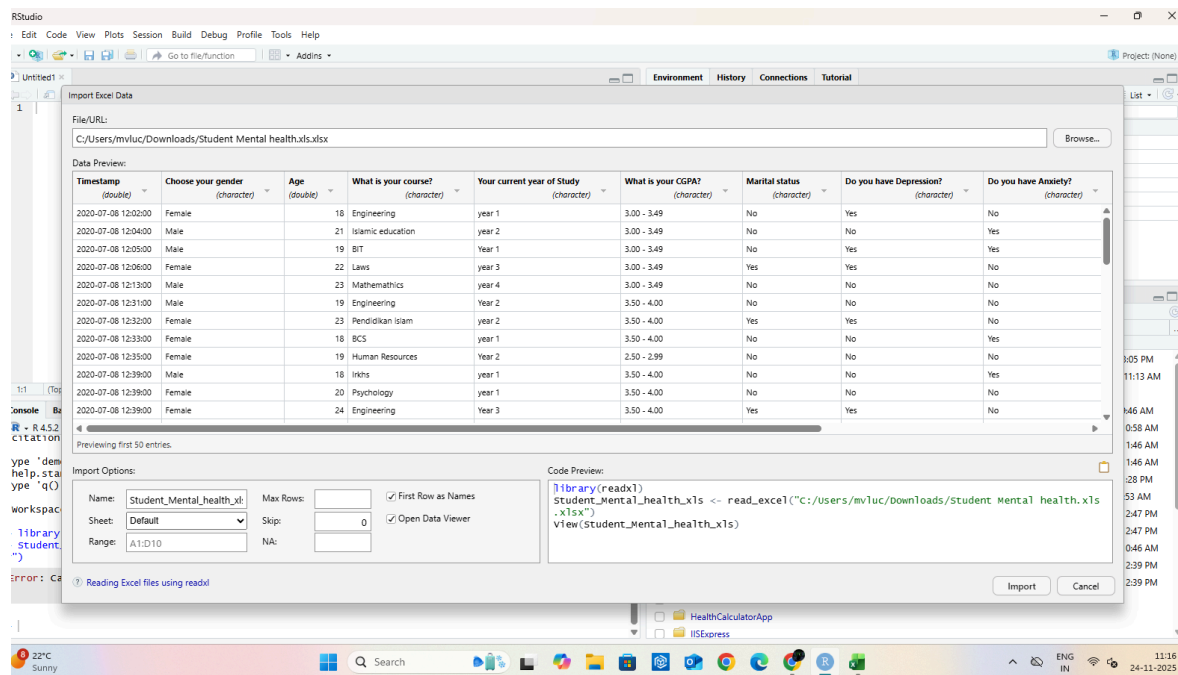 RStudio
Edit Code View Plots Session Build Debug Profile Tools Help
Go to file/function Addins Project: (None)
Untitled1 Environment History Connections Tutorial
List
1
Import Excel Data
File/URL:
C:/Users/mvluc/Downloads/Student Mental health.xls.xlsx Browse...
Data Preview:
Timestamp Choose your gender Age What is your course? Your current year of Study What is your CGPA? Marital status Do you have Depression? Do you have Anxiety?
(double) (character) (double) (character) (character) (character) (character) (character) (character)
2020-07-08 12:02:00 Female 18 Engineering year 1 3.00 - 3.49 No Yes No
2020-07-08 12:04:00 Male 21 Islamic education year 2 3.00 - 3.49 No No Yes
2020-07-08 12:05:00 Male 19 BIT Year 1 3.00 - 3.49 No Yes Yes
2020-07-08 12:06:00 Female 22 Laws year 3 3.00 - 3.49 Yes Yes No
2020-07-08 12:13:00 Male 23 Mathemathics year 4 3.00 - 3.49 No No No
2020-07-08 12:31:00 Male 19 Engineering Year 2 3.50 - 4.00 No No No
2020-07-08 12:32:00 Female 23 Pendidikan islam year 2 3.50 - 4.00 Yes Yes No
2020-07-08 12:33:00 Female 18 BCS year 1 3.50 - 4.00 No No Yes
2020-07-08 12:35:00 Female 19 Human Resources Year 2 2.50 - 2.99 No No No
2020-07-08 12:39:00 Male 18 Irkhs year 1 3.50 - 4.00 No No Yes
2020-07-08 12:39:00 Female 20 Psychology year 1 3.50 - 4.00 No No No
2020-07-08 12:39:00 Female 24 Engineering Year 3 3.50 - 4.00 Yes Yes No
Previewing first 50 entries.
Import Options:
Name: Student_Mental_health_xl: Max Rows: First Row as Names
Sheet: Default Skip: 0 Open Data Viewer
Range: A1:D10 NA:
Code Preview:
library(readxl)
Student_Mental_health_xls <- read_excel("C:/Users/mvluc/Downloads/Student Mental health.xls
.xlsx")
View(Student_Mental_health_xls)
Reading Excel files using readxl Import Cancel
1:1 (Top
Console Ba
R 4.5.2
citation
ype 'dem
help.sta
ype 'q()
workspac
library
Student_
")
Error: Ca
3:05 PM
11:13 AM
9:46 AM
0:58 AM
1:46 AM
1:46 AM
:28 PM
:53 AM
2:47 PM
2:47 PM
0:46 AM
2:39 PM
2:39 PM
HealthCalculatorApp
IISExpress
8 22°C
Sunny
Search
ENG
IN
11:16
24-11-2025